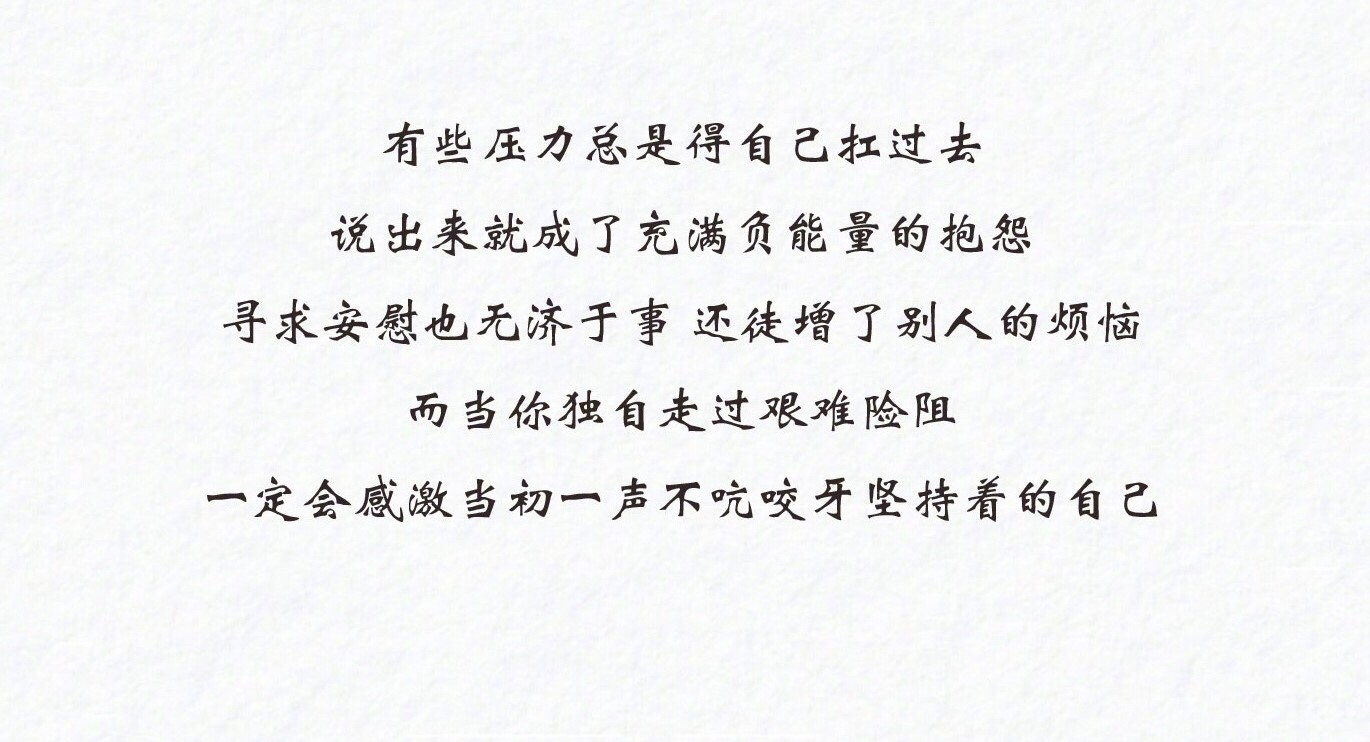 有些压力总是得自己扛过去
说出来就成了充满负能量的抱怨
寻求安慰也无济于事 还徒增了别人的烦恼
而当你独自走过艰难险阻
一定会感激当初一声不吭咬牙坚持着的自己